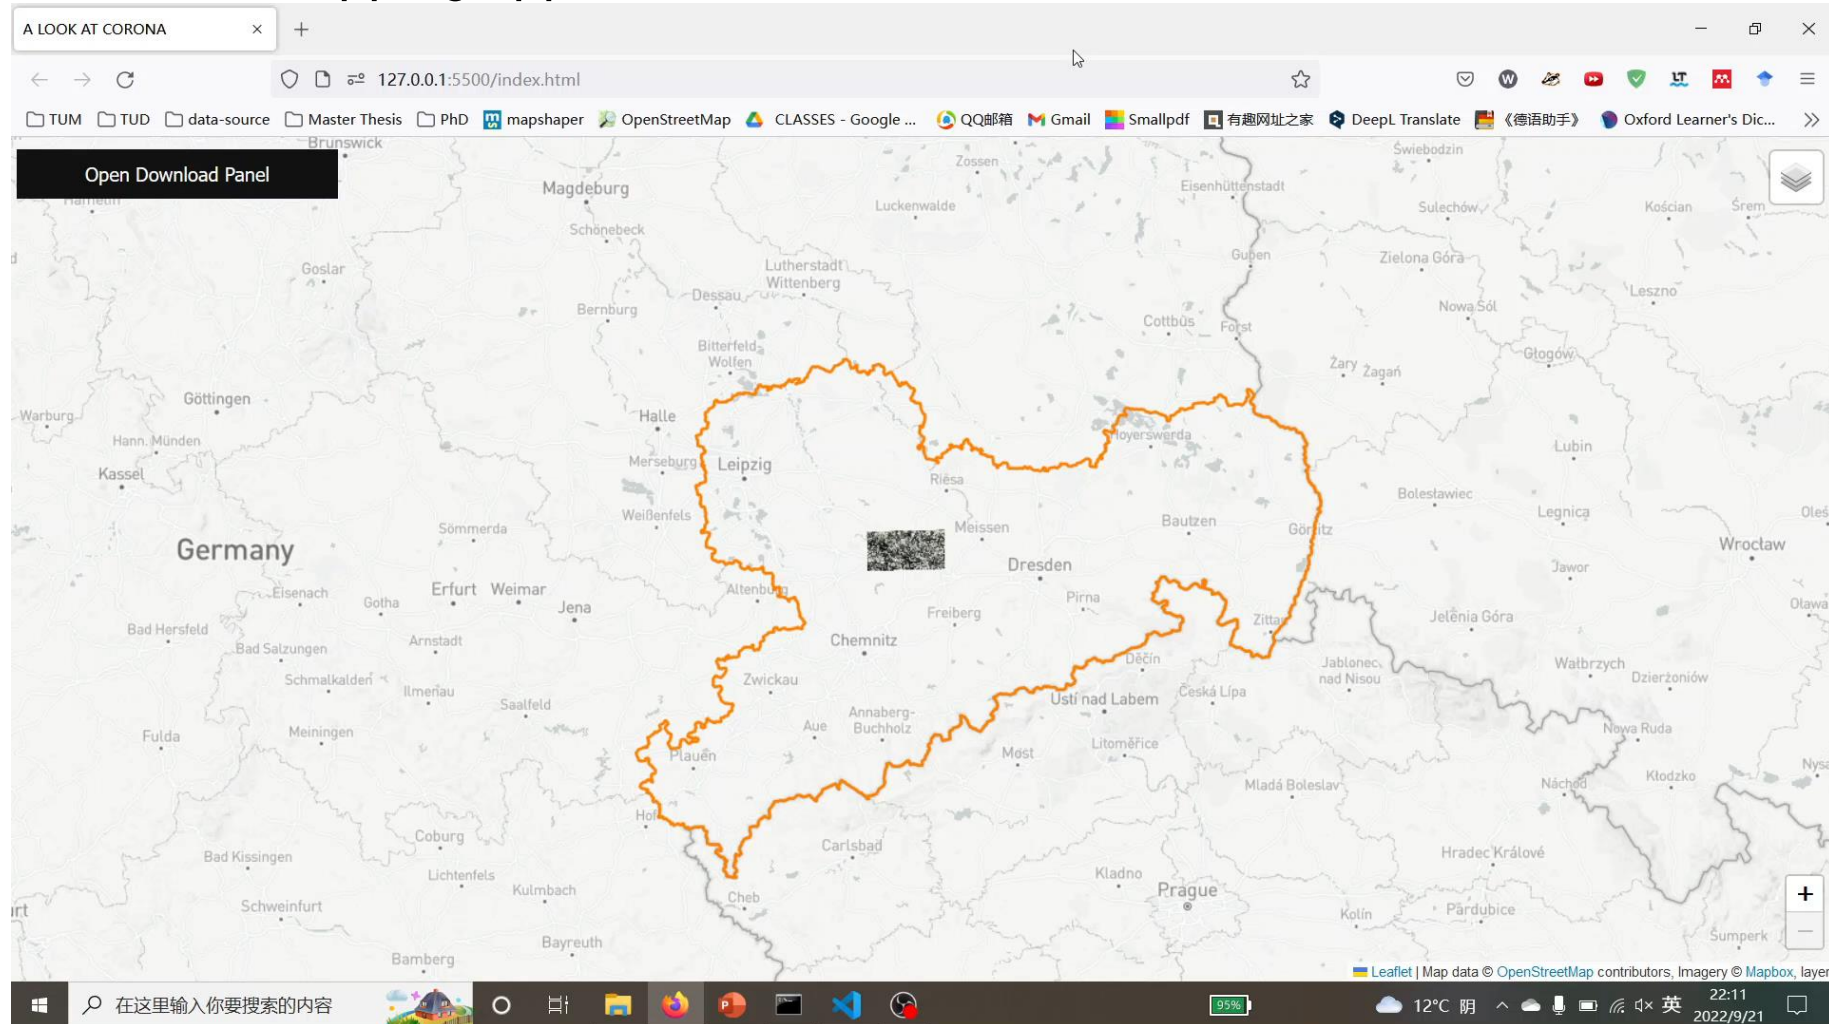 A LOOK AT CORONA
127.0.0.1:5500/index.html
TUM
TUD
data-source
Master Thesis
PhD
mapshaper
OpenStreetMap
CLASSES - Google ...
QQ邮箱
Gmail
Smallpdf
有趣网址之家
DeepL Translate
《德语助手》
Oxford Learner's Dic...
Open Download Panel
Brunswick
Magdeburg
Zossen
Świebodzin
Eisenhüttenstadt
Luckenwalde
Sulechów
Kościan
Śrem
Schönebeck
Goslar
Lutherstadt
Wittenberg
Guben
Zielona Góra
Dessau
Leszno
Bernburg
Cottbus
Forst
Nowa Sól
Bitterfeld-
Wolfen
Żary
Żagań
Głogów
Göttingen
Warburg
Halle
Hoyerswerda
Hann. Münden
Lubin
Kassel
Merseburg
Leipzig
Riesa
Bolesławiec
Weißenfels
Legnica
Sömmerda
Meissen
Bautzen
Görlitz
Germany
Wrocław
Dresden
Jawor
Eisenach
Gotha
Erfurt
Weimar
Jena
Altenburg
Pirna
Freiberg
Zittau
Jelenia Góra
Oława
Bad Hersfeld
Bad Salzungen
Arnstadt
Chemnitz
Děčín
Jablonec
nad Nisou
Wałbrzych
Dzierżoniów
Schmalkalden
Ilmenau
Saalfeld
Zwickau
Ústí nad Labem
Česká Lípa
Annaberg-
Buchholz
Aue
Fulda
Meiningen
Plauen
Most
Litoměřice
Nowa Ruda
Kłodzko
Mladá Boleslav
Náchod
Hof
Coburg
Carlsbad
Bad Kissingen
Hradec Králové
Lichtenfels
Kulmbach
Cheb
Kladno
Prague
Schweinfurt
Kolín
Pardubice
Bayreuth
Šumperk
Bamberg
Leaflet | Map data © OpenStreetMap contributors, Imagery © Mapbox, layer
在这里输入你要搜索的内容
95%
12°C 阴
英
22:11
2022/9/21